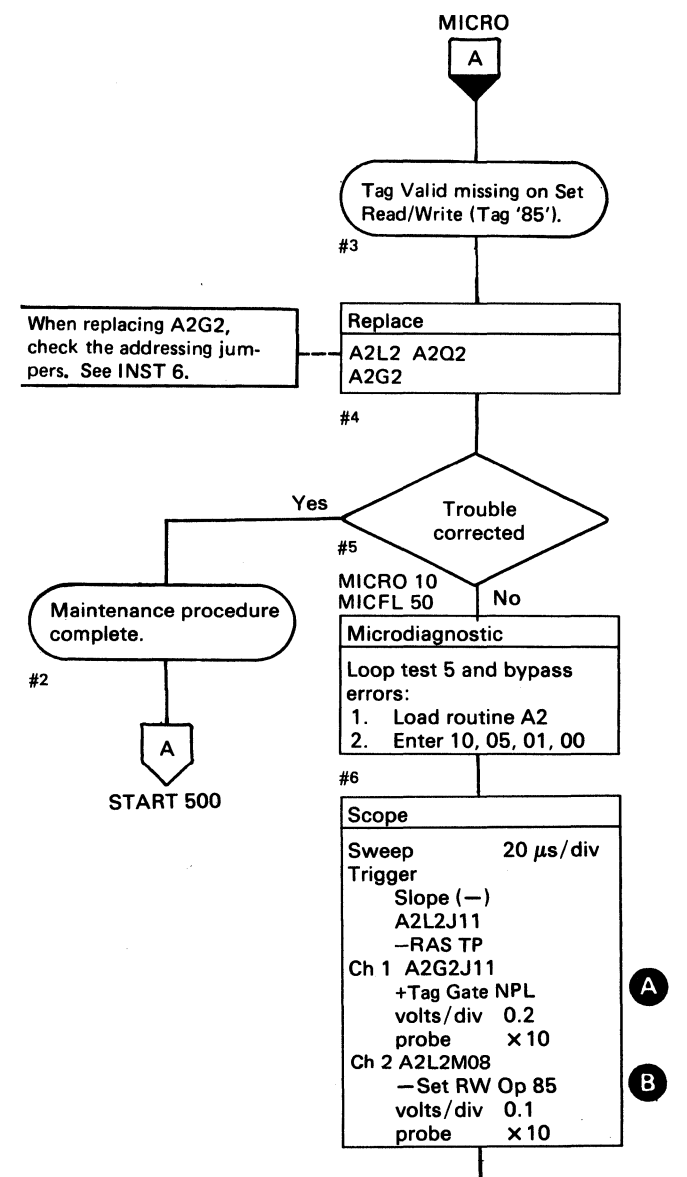 MICRO
A
Tag Valid missing on Set
Read/Write (Tag '85').
#3
When replacing A2G2,
check the addressing jum-
pers. See INST 6.
Replace
A2L2 A2Q2
A2G2
#4
Trouble
corrected
Yes
#5
No
Maintenance procedure
complete.
#2
A
START 500
MICRO 10
MICFL 50
Microdiagnostic
Loop test 5 and bypass
errors:
1. Load routine A2
2. Enter 10, 05, 01, 00
#6
Scope
Sweep 20 μs/div
Trigger
Slope (−)
A2L2J11
−RAS TP
Ch 1 A2G2J11
+Tag Gate NPL
volts/div 0.2
probe ×10
A
Ch 2 A2L2M08
−Set RW Op 85
volts/div 0.1
probe ×10
B